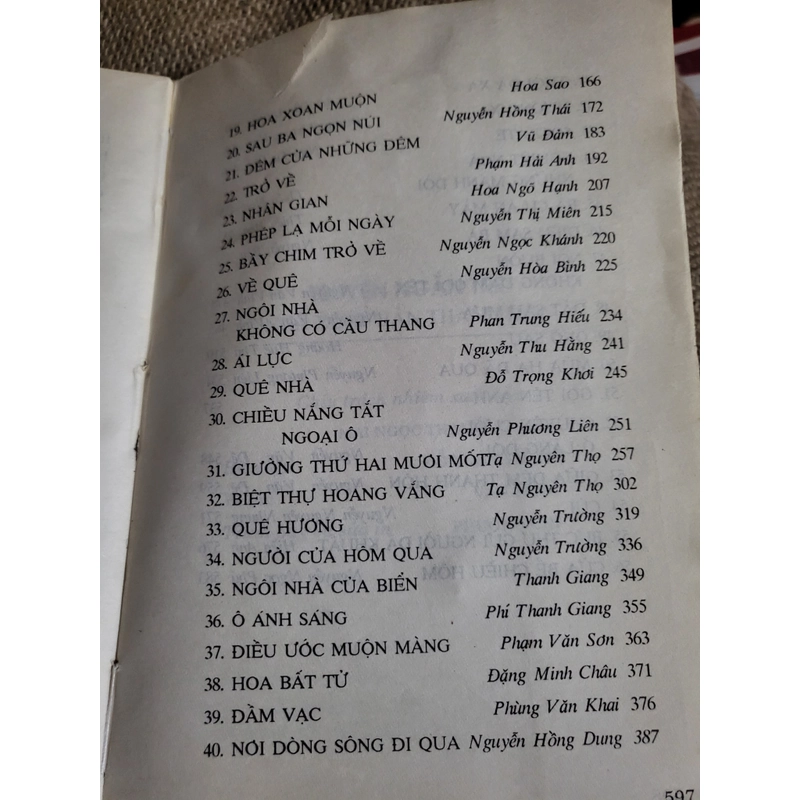 19. HOA XOAN MUỘN Hoa Sao 166
20. SAU BA NGỌN NÚI Nguyễn Hồng Thái 172
21. ĐÊM CỦA NHỮNG ĐÊM Vũ Đảm 183
22. TRỞ VỀ Phạm Hải Anh 192
23. NHÂN GIAN Hoa Ngõ Hạnh 207
24. PHÉP LẠ MỖI NGÀY Nguyễn Thị Miên 215
25. BẦY CHIM TRỞ VỀ Nguyễn Ngọc Khánh 220
26. VỀ QUÊ Nguyễn Hòa Bình 225
27. NGÔI NHÀ
KHÔNG CÓ CẦU THANG Phan Trung Hiếu 234
28. ÁI LỰC Nguyễn Thu Hằng 241
29. QUÊ NHÀ Đỗ Trọng Khơi 245
30. CHIỀU NẮNG TẮT
NGOẠI Ô Nguyễn Phương Liên 251
31. GIƯỜNG THỨ HAI MƯƠI MỐT Tạ Nguyên Thọ 257
32. BIỆT THỰ HOANG VẮNG Tạ Nguyên Thọ 302
33. QUÊ HƯƠNG Nguyễn Trường 319
34. NGƯỜI CỦA HÔM QUA Nguyễn Trường 336
35. NGÔI NHÀ CỦA BIỂN Thanh Giang 349
36. Ô ÁNH SÁNG Phí Thanh Giang 355
37. ĐIỀU ƯỚC MUỘN MÀNG Phạm Văn Sơn 363
38. HOA BẤT TỬ Đặng Minh Châu 371
39. ĐẦM VẠC Phùng Văn Khai 376
40. NƠI DÒNG SÔNG ĐI QUA Nguyễn Hồng Dung 387
597